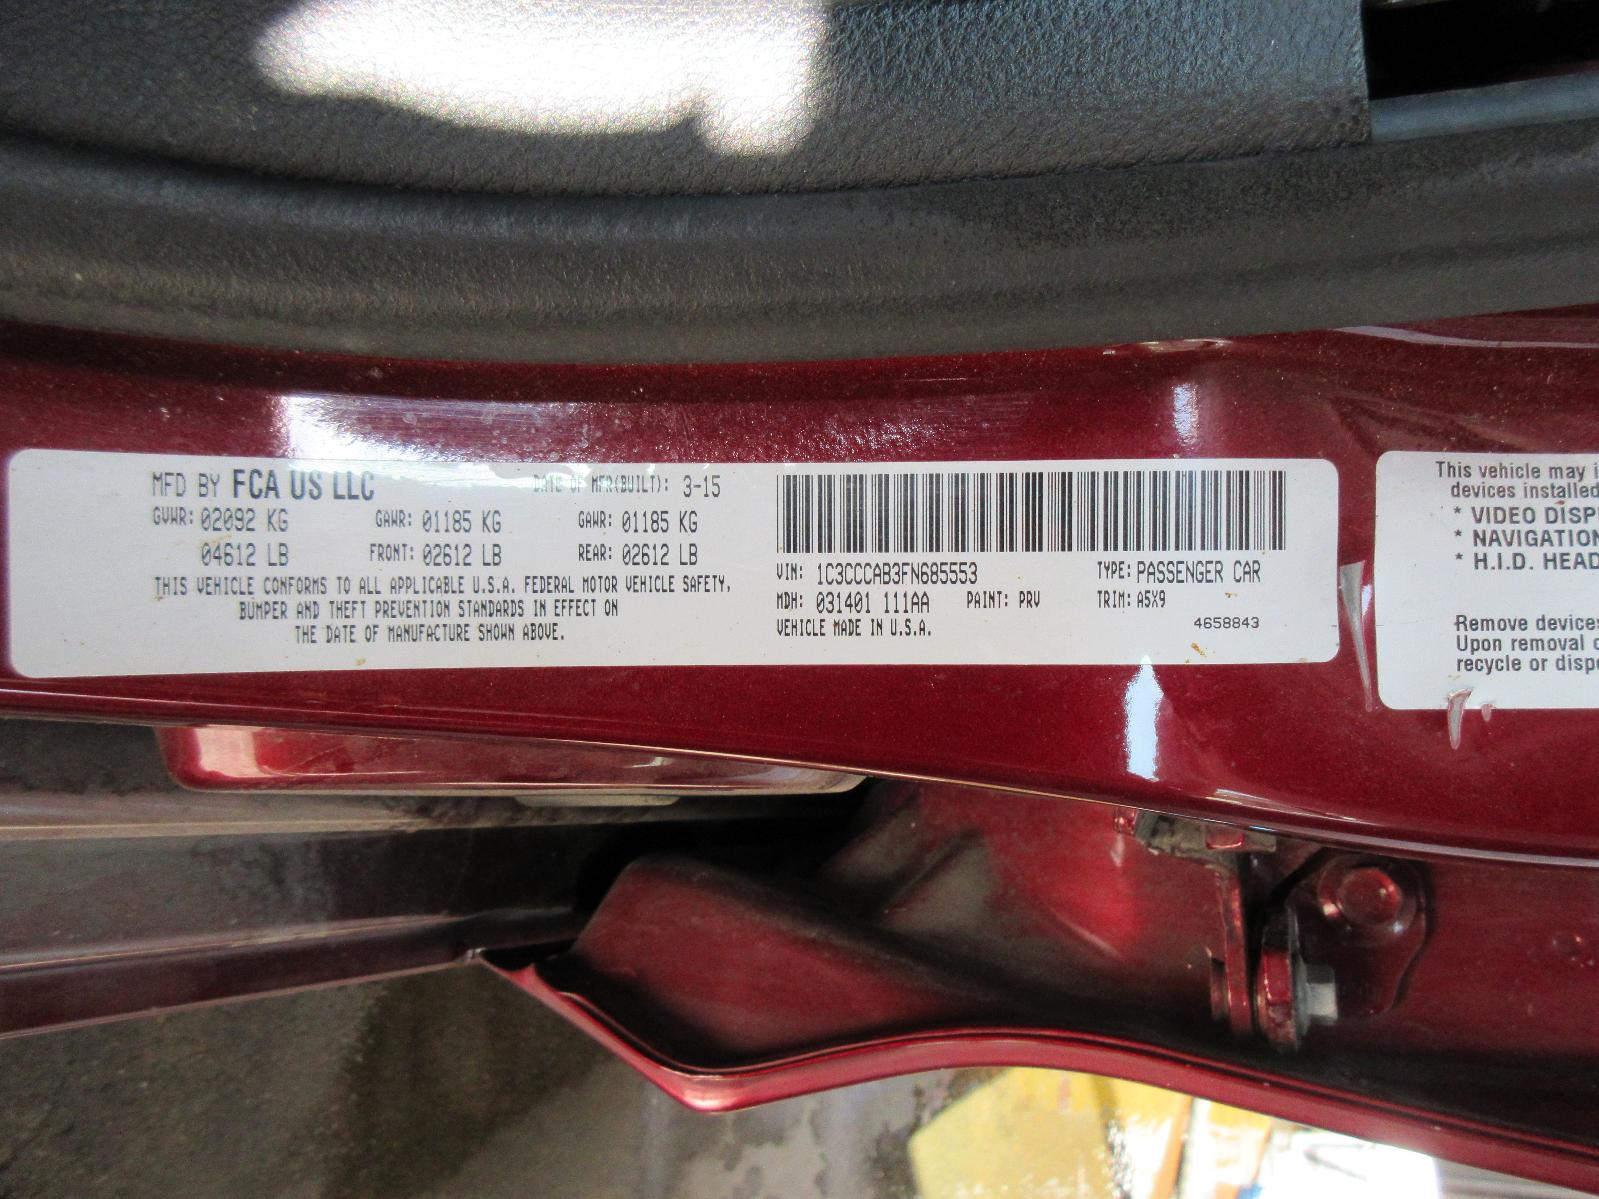 MFD BY FCA US LLC DATE OF MFR(BUILT): 3-15
GVWR: 02092 KG GAWR: 01185 KG GAWR: 01185 KG
04612 LB FRONT: 02612 LB REAR: 02612 LB
THIS VEHICLE CONFORMS TO ALL APPLICABLE U.S.A. FEDERAL MOTOR VEHICLE SAFETY,
BUMPER AND THEFT PREVENTION STANDARDS IN EFFECT ON
THE DATE OF MANUFACTURE SHOWN ABOVE.
VIN: 1C3CCCAB3FN685553 TYPE: PASSENGER CAR
MDH: 031401 111AA PAINT: PRV TRIM: A5X9
VEHICLE MADE IN U.S.A. 4658843
This vehicle may
devices installed
* VIDEO DISP
* NAVIGATION
* H.I.D. HEAD
Remove devices
Upon removal
recycle or disp